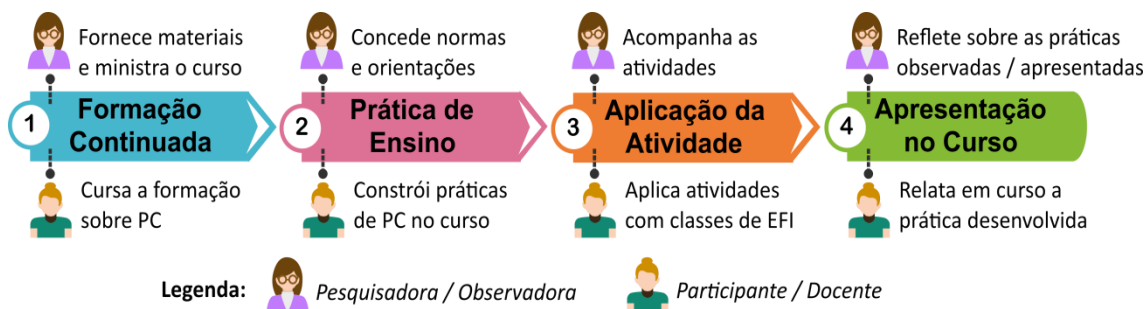 Fornece materiais
e ministra o curso
Concede normas
e orientações
Acompanha as
atividades
Reflete sobre as práticas
observadas / apresentadas
1
Formação
Continuada
2
Prática de
Ensino
3
Aplicação da
Atividade
4
Apresentação
no Curso
Cursa a formação
sobre PC
Constrói práticas
de PC no curso
Aplica atividades
com classes de EFI
Relata em curso a
prática desenvolvida
Legenda:
Pesquisadora / Observadora
Participante / Docente